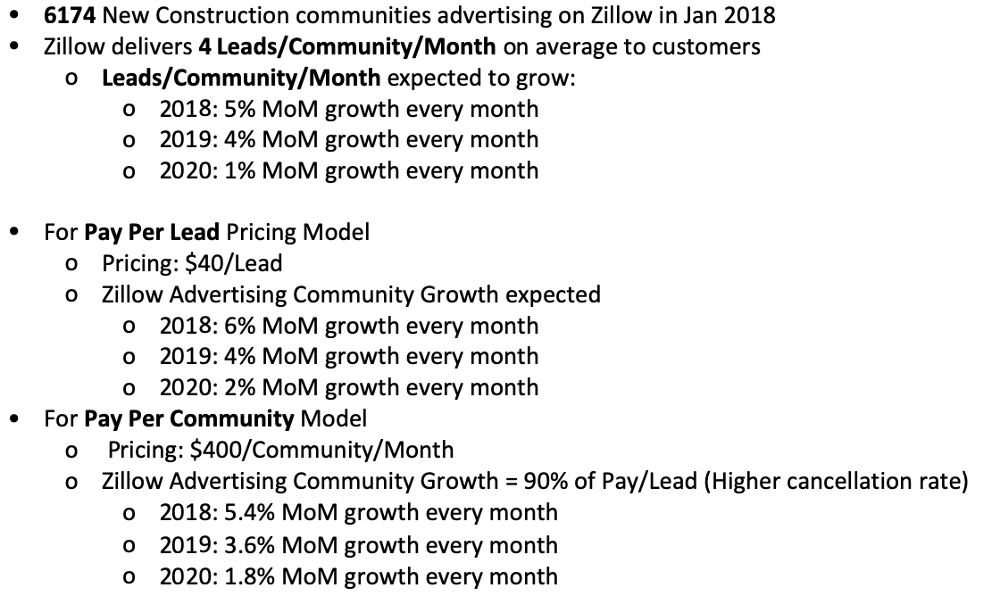 • 6174 New Construction communities advertising on Zillow in Jan 2018
• Zillow delivers 4 Leads/Community/Month on average to customers
o Leads/Community/Month expected to grow:
o 2018: 5% MoM growth every month
o 2019: 4% MoM growth every month
o 2020: 1% MoM growth every month
• For Pay Per Lead Pricing Model
o Pricing: $40/Lead
o Zillow Advertising Community Growth expected
o 2018: 6% MoM growth every month
o 2019: 4% MoM growth every month
o 2020: 2% MoM growth every month
• For Pay Per Community Model
o Pricing: $400/Community/Month
o Zillow Advertising Community Growth = 90% of Pay/Lead (Higher cancellation rate)
o 2018: 5.4% MoM growth every month
o 2019: 3.6% MoM growth every month
o 2020: 1.8% MoM growth every month